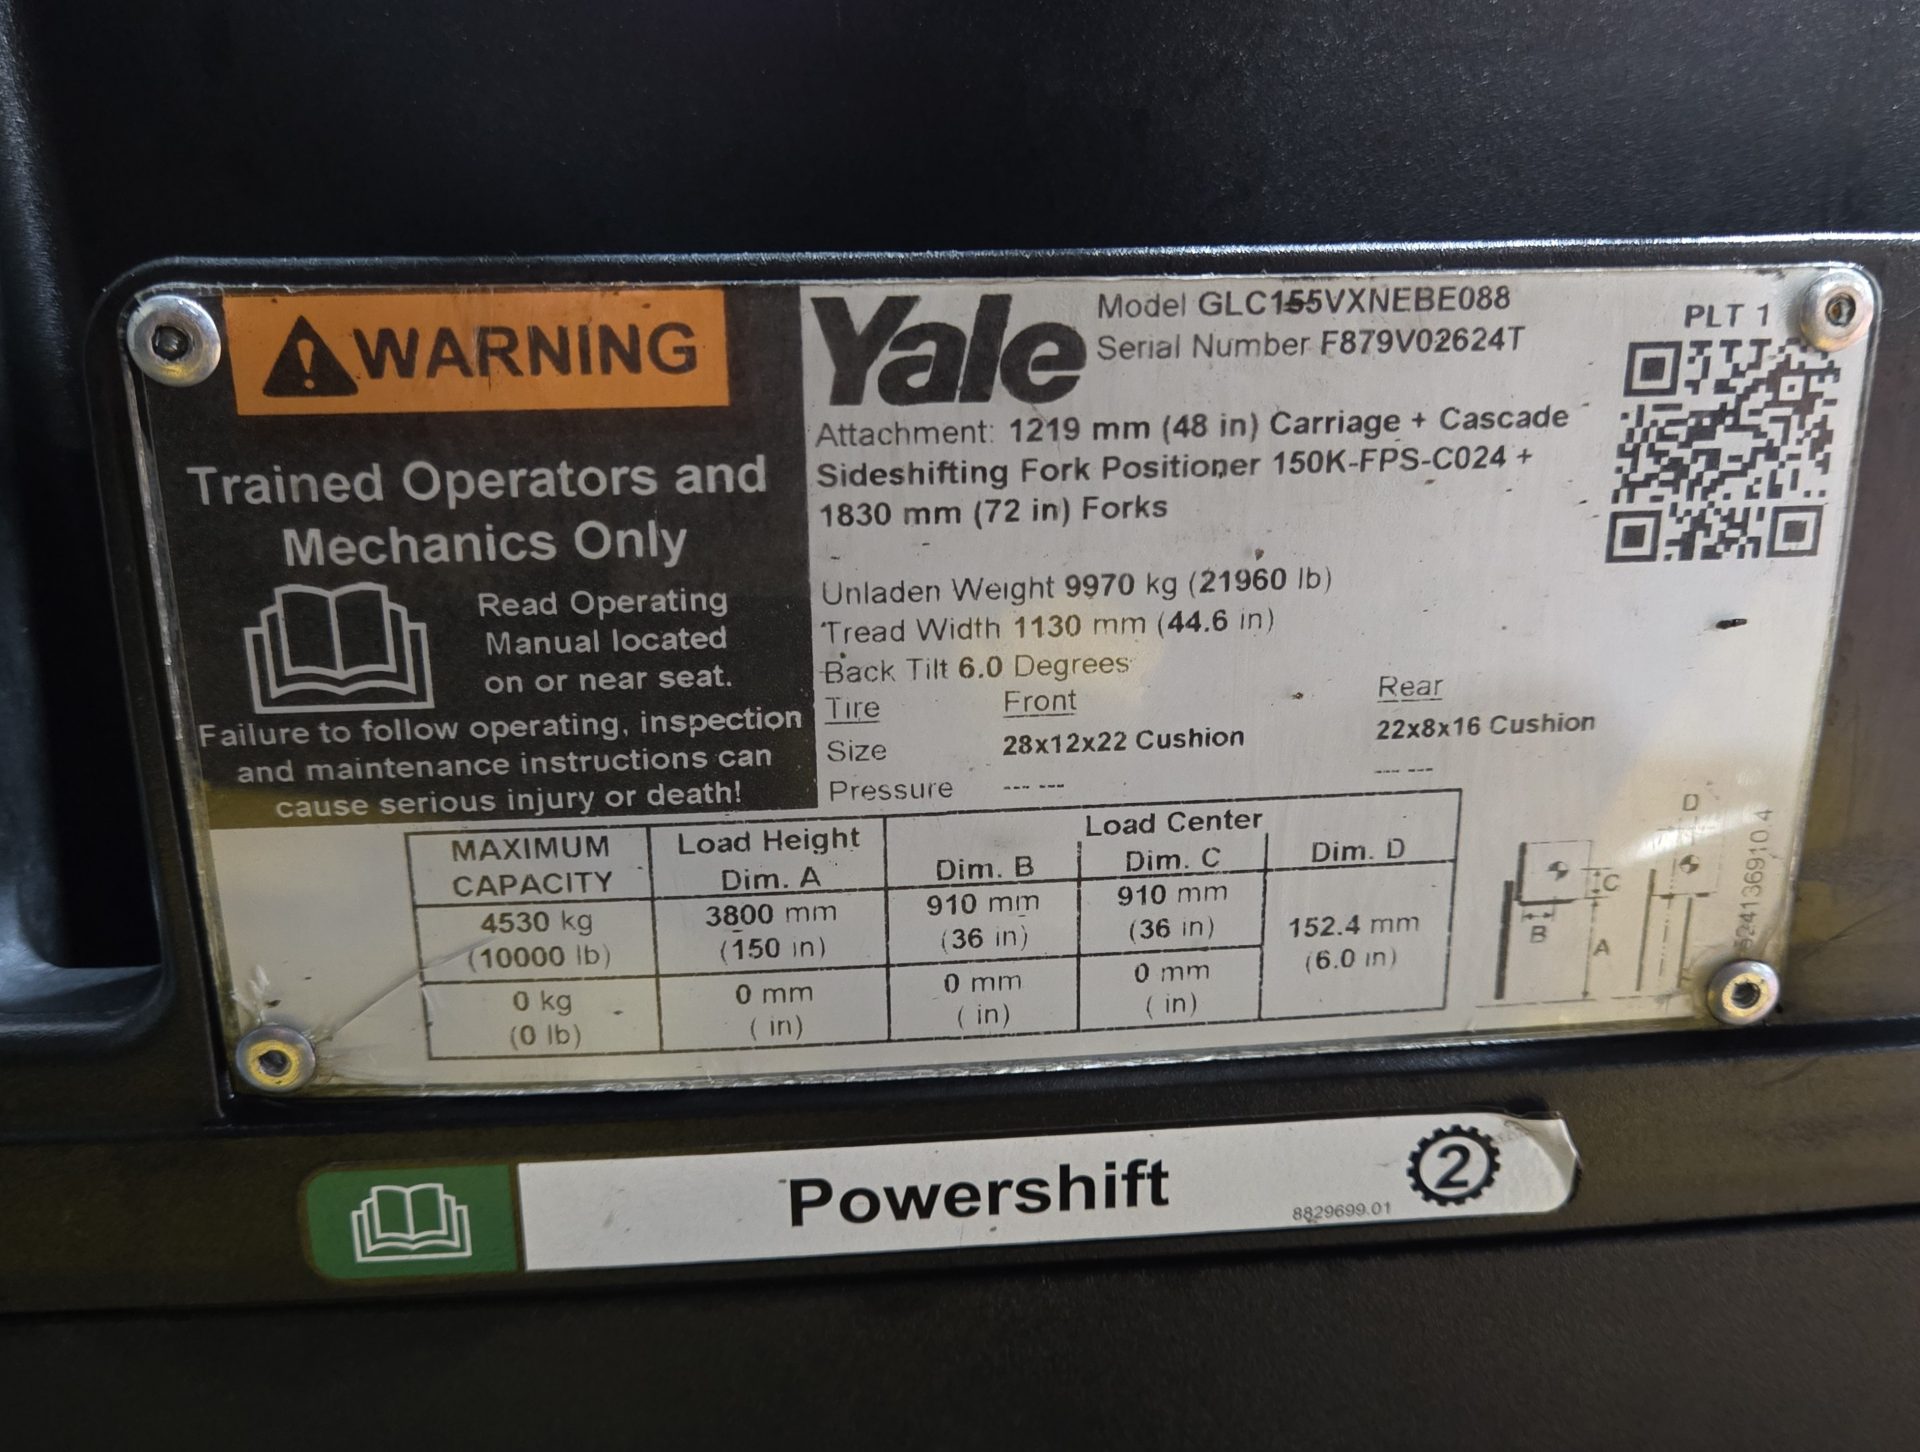 WARNING
Trained Operators and
Mechanics Only
Read Operating
Manual located
on or near seat.
Failure to follow operating, inspection
and maintenance instructions can
cause serious injury or death!
Yale
Model GLC155VXNEBE088
Serial Number F879V02624T
PLT 1
Attachment: 1219 mm (48 in) Carriage + Cascade
Sideshifting Fork Positioner 150K-FPS-C024 +
1830 mm (72 in) Forks
Unladen Weight 9970 kg (21960 lb)
Tread Width 1130 mm (44.6 in)
Back Tilt 6.0 Degrees
Tire Front Rear
Size 28x12x22 Cushion 22x8x16 Cushion
Pressure --- --- --- ---
MAXIMUM CAPACITY Load Height Dim. A Load Center Dim. B Dim. C Dim. D
4530 kg 3800 mm 910 mm 910 mm 152.4 mm
(10000 lb) (150 in) (36 in) (36 in) (6.0 in)
0 kg 0 mm 0 mm 0 mm
(0 lb) ( in) ( in) ( in)
B C A D
Powershift
8829699.01
2